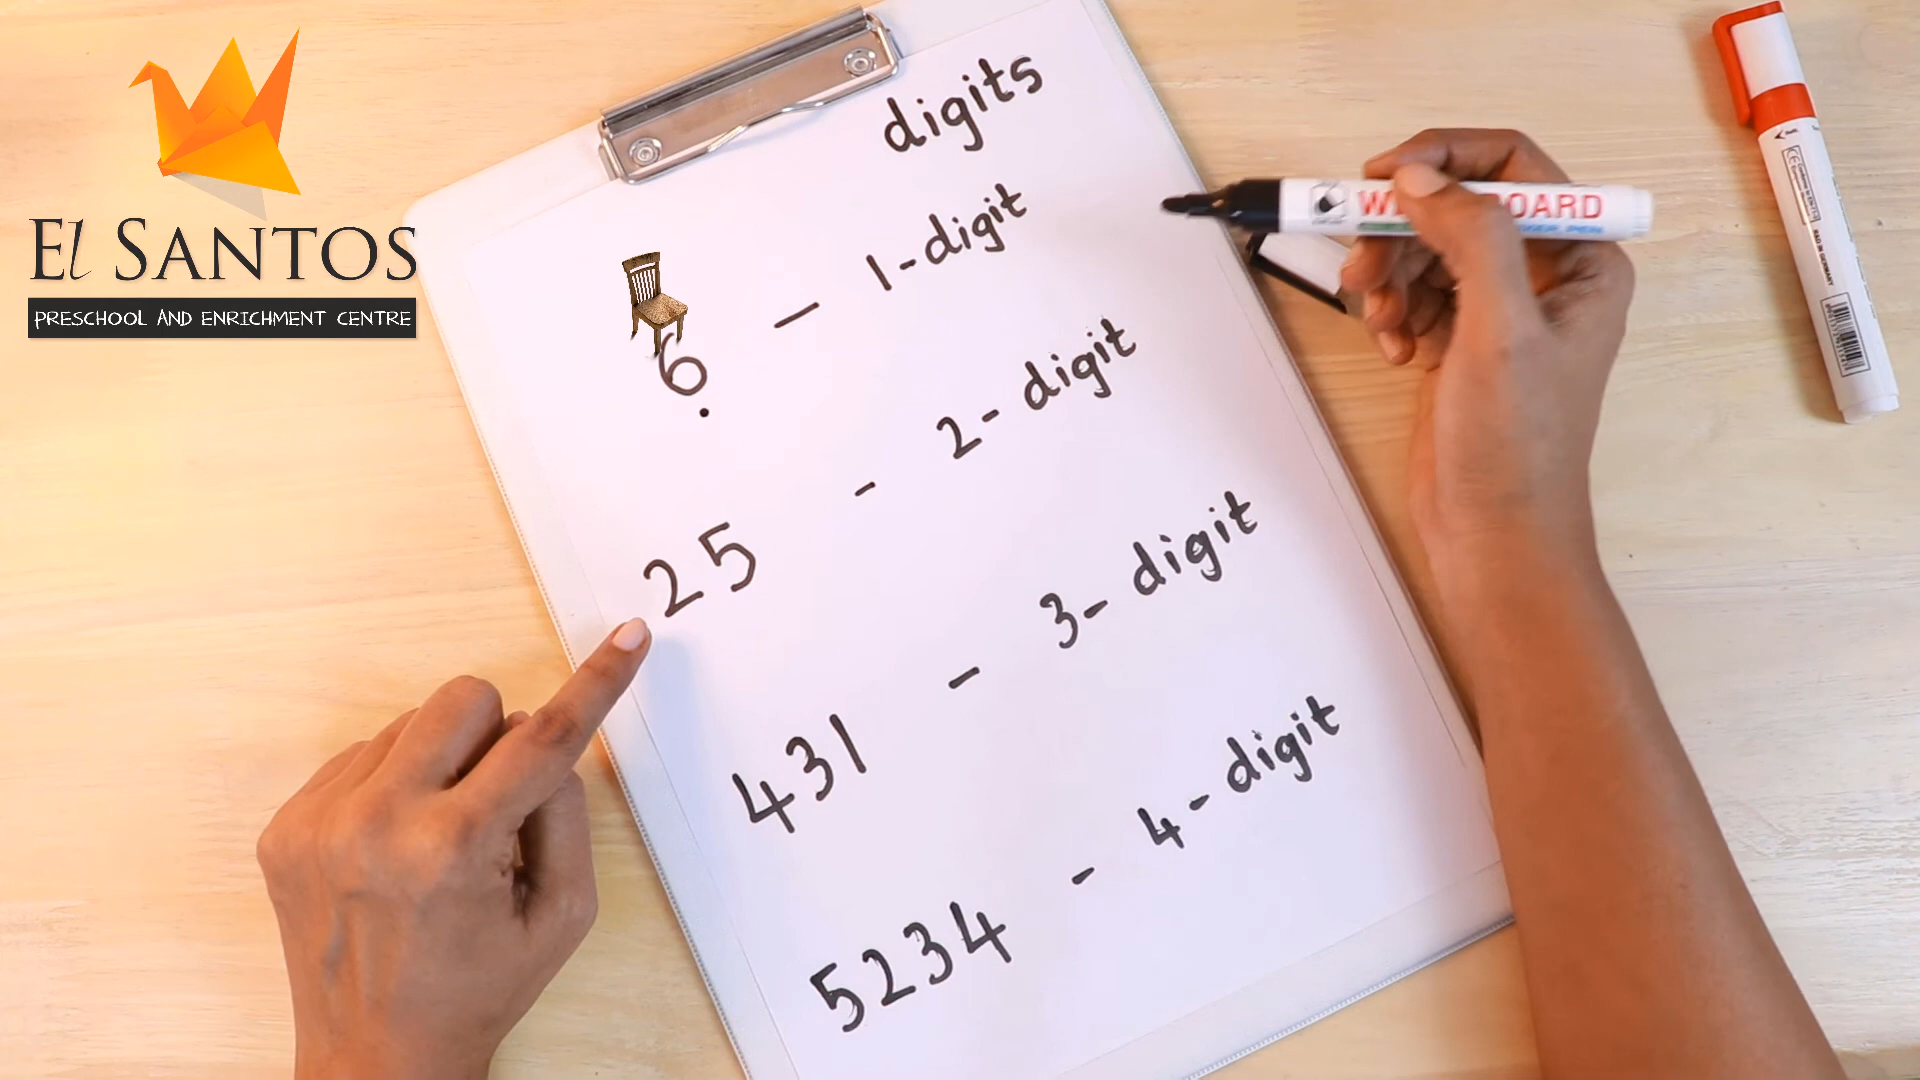 El Santos
PRESCHOOL AND ENRICHMENT CENTRE
digits
6 - 1-digit
25 - 2-digit
431 - 3-digit
5234 - 4-digit